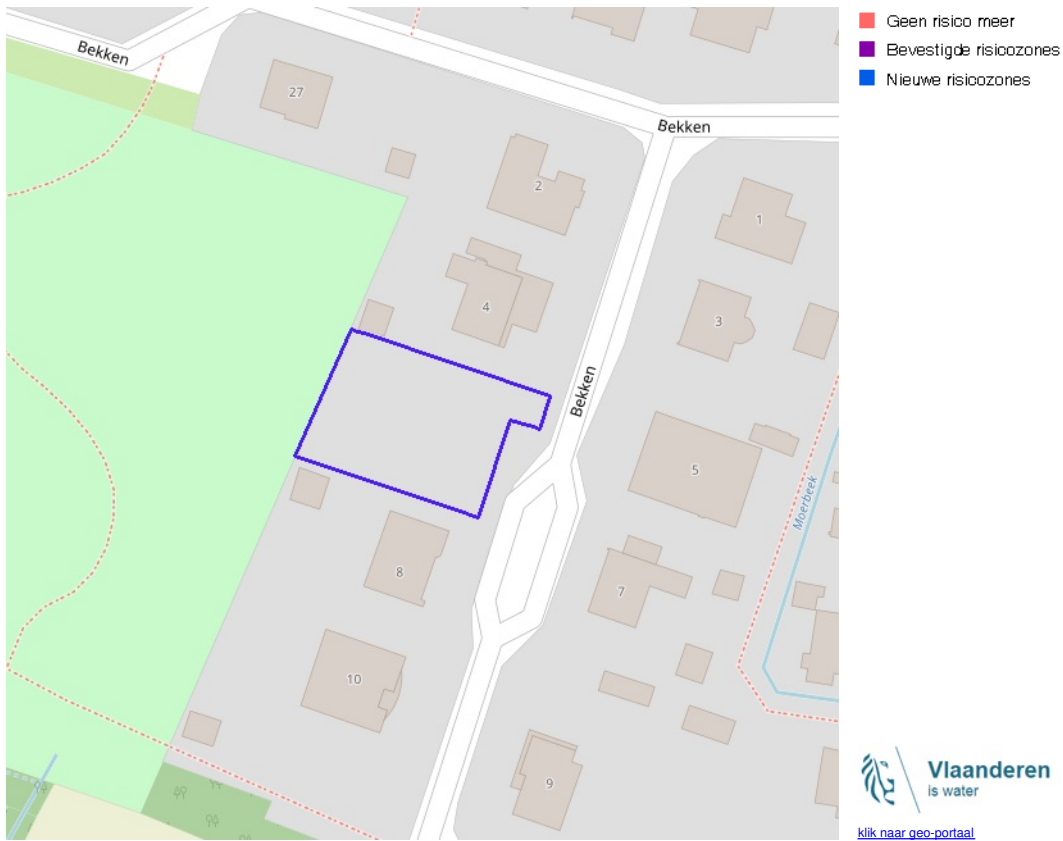 Geen risico meer
Bevestigde risicozones
Nieuwe risicozones
Bekken
27
Bekken
2
1
4
3
Bekken
5
Moerbeek
8
7
10
9
Vlaanderen
is water
klik naar geo-portaal